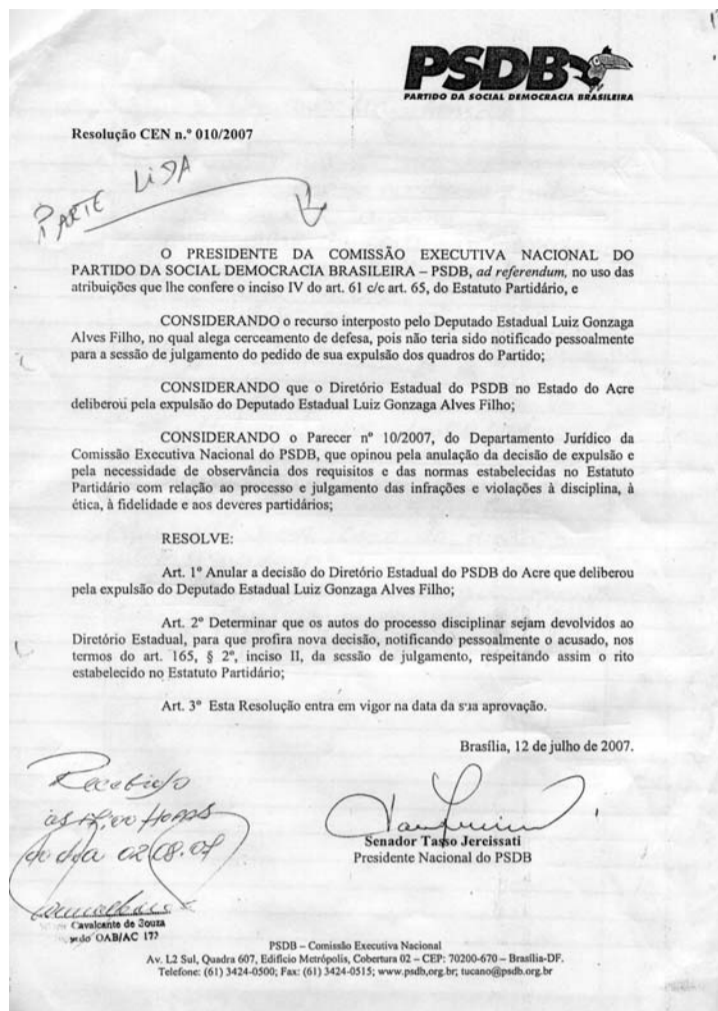 PSDB
PARTIDO DA SOCIAL DEMOCRACIA BRASILEIRA
Resolução CEN n.º 010/2007
PARTE LIDA
O PRESIDENTE DA COMISSÃO EXECUTIVA NACIONAL DO
PARTIDO DA SOCIAL DEMOCRACIA BRASILEIRA – PSDB, ad referendum, no uso das
atribuições que lhe confere o inciso IV do art. 61 c/c art. 65, do Estatuto Partidário, e
CONSIDERANDO o recurso interposto pelo Deputado Estadual Luiz Gonzaga
Alves Filho, no qual alega cerceamento de defesa, pois não teria sido notificado pessoalmente
para a sessão de julgamento do pedido de sua expulsão dos quadros do Partido;
CONSIDERANDO que o Diretório Estadual do PSDB no Estado do Acre
deliberou pela expulsão do Deputado Estadual Luiz Gonzaga Alves Filho;
CONSIDERANDO o Parecer nº 10/2007, do Departamento Jurídico da
Comissão Executiva Nacional do PSDB, que opinou pela anulação da decisão de expulsão e
pela necessidade de observância dos requisitos e das normas estabelecidas no Estatuto
Partidário com relação ao processo e julgamento das infrações e violações à disciplina, à
ética, à fidelidade e aos deveres partidários;
RESOLVE:
Art. 1º Anular a decisão do Diretório Estadual do PSDB do Acre que deliberou
pela expulsão do Deputado Estadual Luiz Gonzaga Alves Filho;
Art. 2º Determinar que os autos do processo disciplinar sejam devolvidos ao
Diretório Estadual, para que profira nova decisão, notificando pessoalmente o acusado, nos
termos do art. 165, § 2º, inciso II, da sessão de julgamento, respeitando assim o rito
estabelecido no Estatuto Partidário;
Art. 3º Esta Resolução entra em vigor na data da sua aprovação.
Brasília, 12 de julho de 2007.
Recebido
às horas
do dia 02.08.07
Senador Tasso Jereissati
Presidente Nacional do PSDB
Cavalcante de Souza
OAB/AC 177
PSDB – Comissão Executiva Nacional
Av. L2 Sul, Quadra 607, Edifício Metrópolis, Cobertura 02 – CEP: 70200-670 – Brasília-DF.
Telefone: (61) 3424-0500; Fax: (61) 3424-0515; www.psdb.org.br; tucano@psdb.org.br